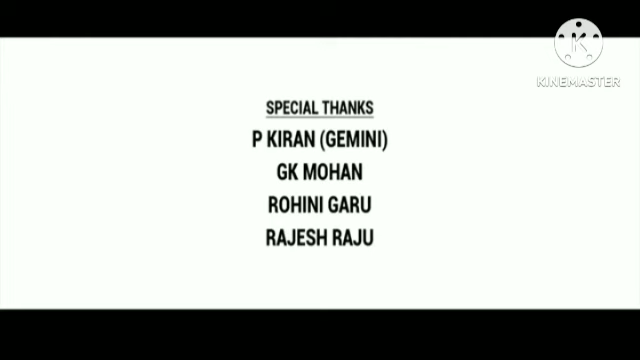 KINEMASTER
SPECIAL THANKS
P KIRAN (GEMINI)
GK MOHAN
ROHINI GARU
RAJESH RAJU